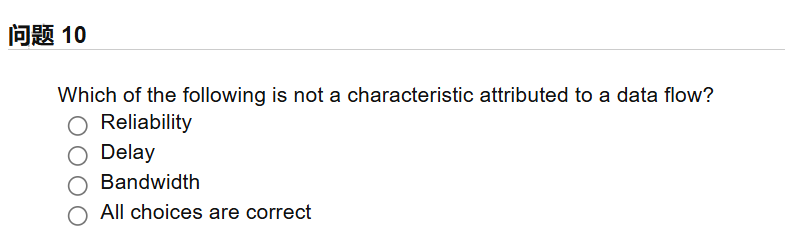 问题 10
Which of the following is not a characteristic attributed to a data flow?
Reliability
Delay
Bandwidth
All choices are correct